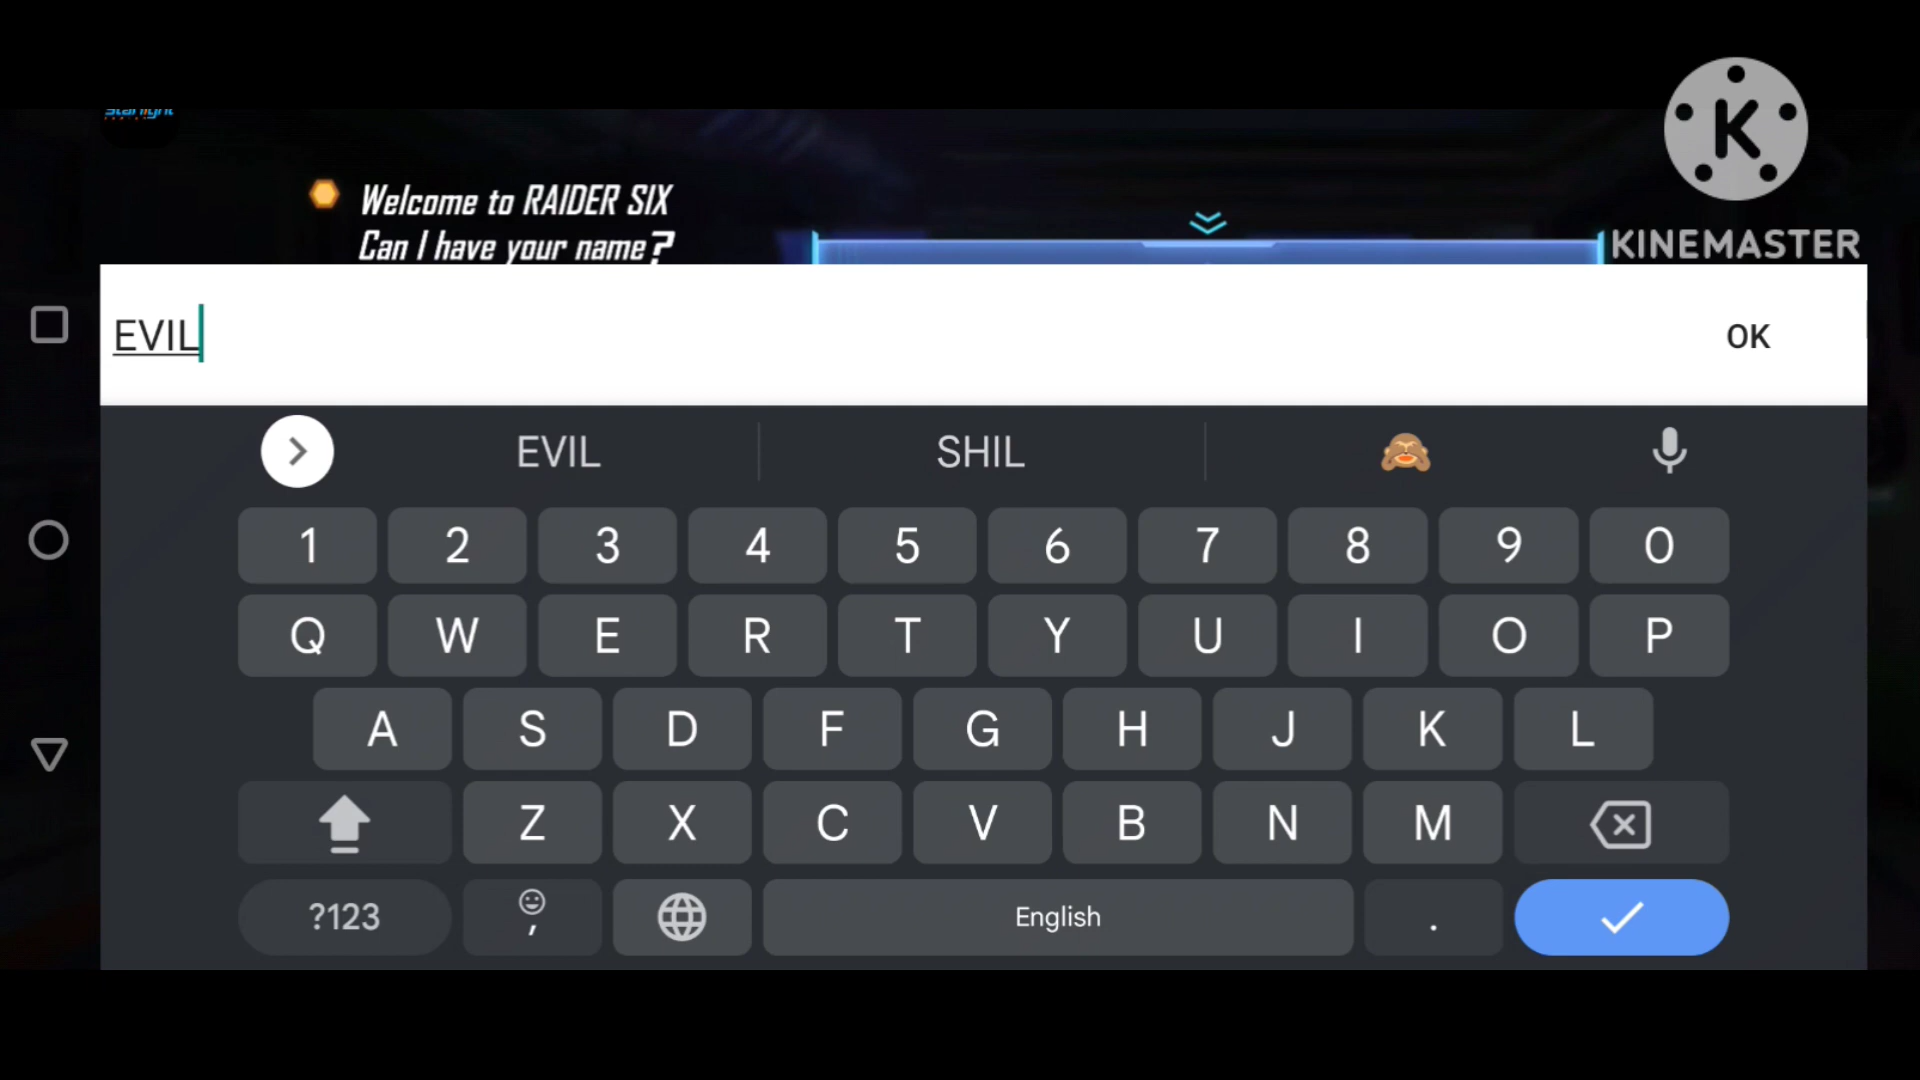 Starlight
Welcome to RAIDER SIX
Can I have your name?
KINEMASTER
EVIL
OK
EVIL SHIL
1 2 3 4 5 6 7 8 9 0
Q W E R T Y U I O P
A S D F G H J K L
Z X C V B N M
?123 , English .